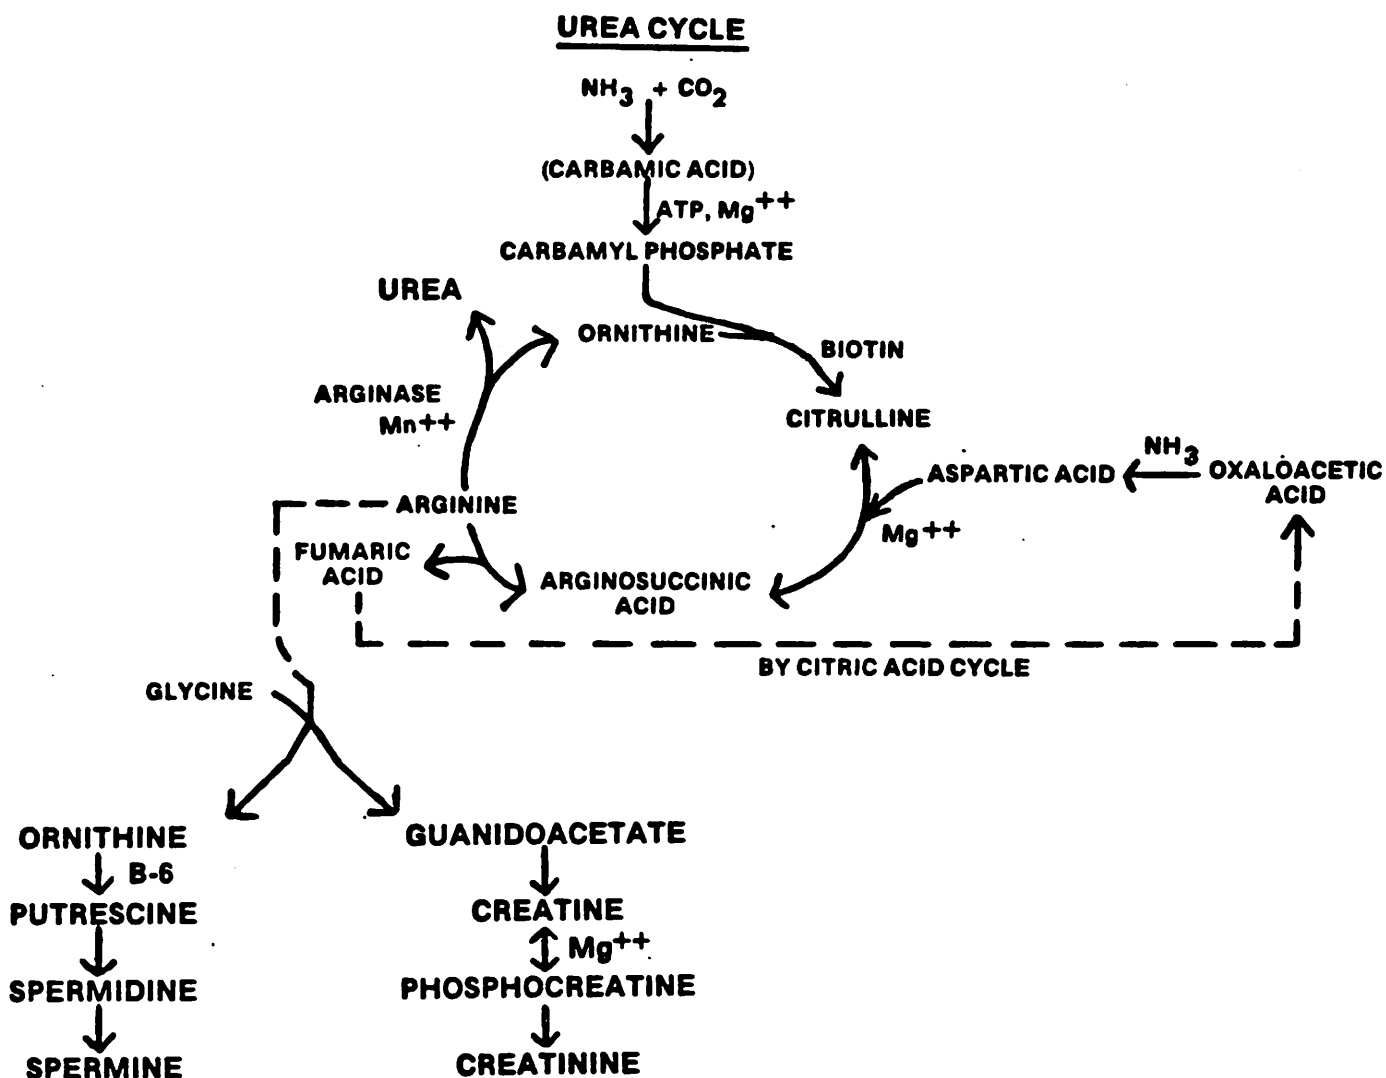 UREA CYCLE
NH3 + CO2
(CARBAMIC ACID)
ATP, Mg++
CARBAMYL PHOSPHATE
UREA
ORNITHINE
BIOTIN
ARGINASE
Mn++
CITRULLINE
NH3
ASPARTIC ACID
OXALOACETIC
ACID
ARGININE
Mg++
FUMARIC
ACID
ARGINOSUCCINIC
ACID
BY CITRIC ACID CYCLE
GLYCINE
ORNITHINE
GUANIDOACETATE
B-6
PUTRESCINE
CREATINE
Mg++
SPERMIDINE
PHOSPHOCREATINE
SPERMINE
CREATININE